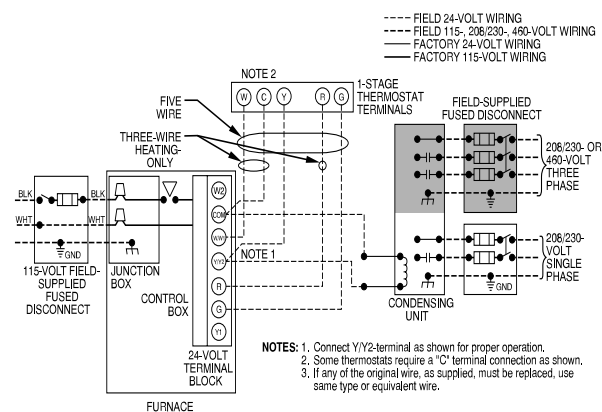 FIELD 24-VOLT WIRING
FIELD 115-, 208/230-, 460-VOLT WIRING
FACTORY 24-VOLT WIRING
FACTORY 115-VOLT WIRING
NOTE 2
1-STAGE
THERMOSTAT
TERMINALS
W C Y R G
FIVE
WIRE
THREE-WIRE
HEATING-
ONLY
FIELD-SUPPLIED
FUSED DISCONNECT
208/230- OR
460-VOLT
THREE
PHASE
208/230-
VOLT
SINGLE
PHASE
GND
CONDENSING
UNIT
BLK
BLK
WHT
WHT
GND
115-VOLT FIELD-
SUPPLIED
FUSED
DISCONNECT
JUNCTION
BOX
CONTROL
BOX
W2
COM
W/W1
Y/Y2
R
G
Y1
NOTE 1
24-VOLT
TERMINAL
BLOCK
FURNACE
NOTES: 1. Connect Y/Y2-terminal as shown for proper operation.
2. Some thermostats require a "C" terminal connection as shown.
3. If any of the original wire, as supplied, must be replaced, use
same type or equivalent wire.